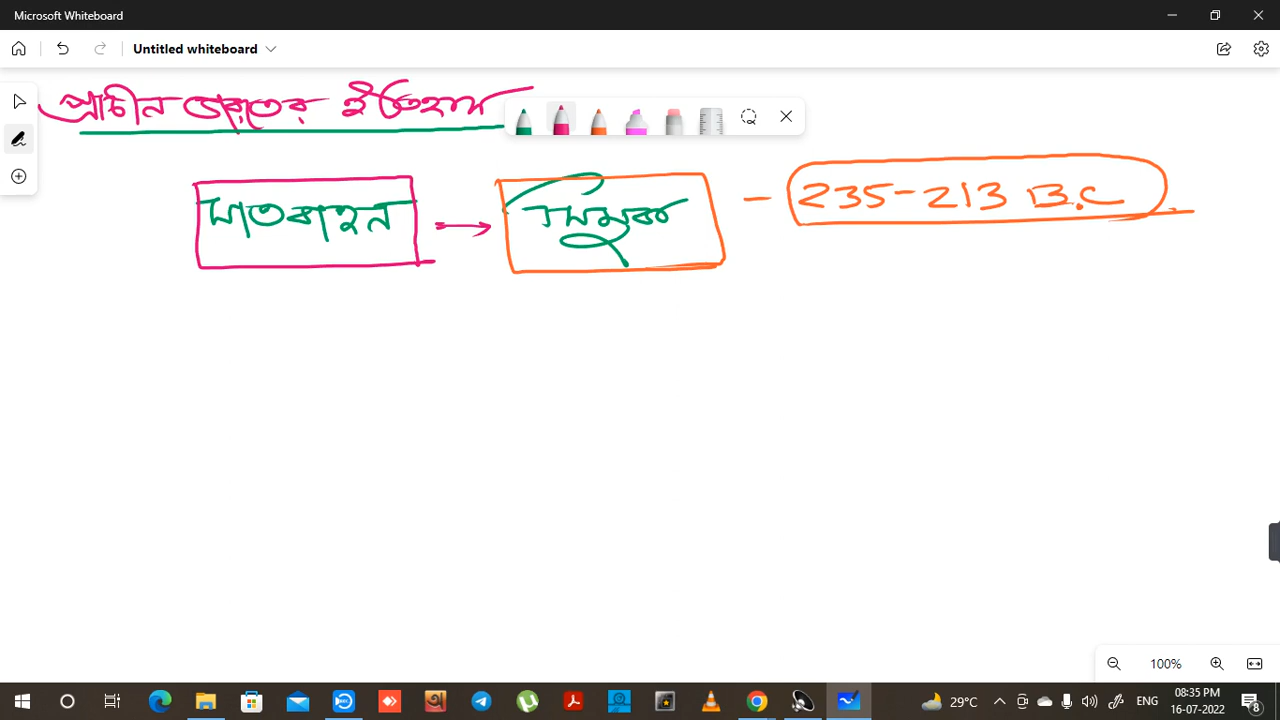 Microsoft Whiteboard
Untitled whiteboard
প্রাচীন ভারতের ইতিহাস
সাতবাহন → সিমুক - 235-213 B.C.
100%
29°C ENG 08:35 PM
16-07-2022 8